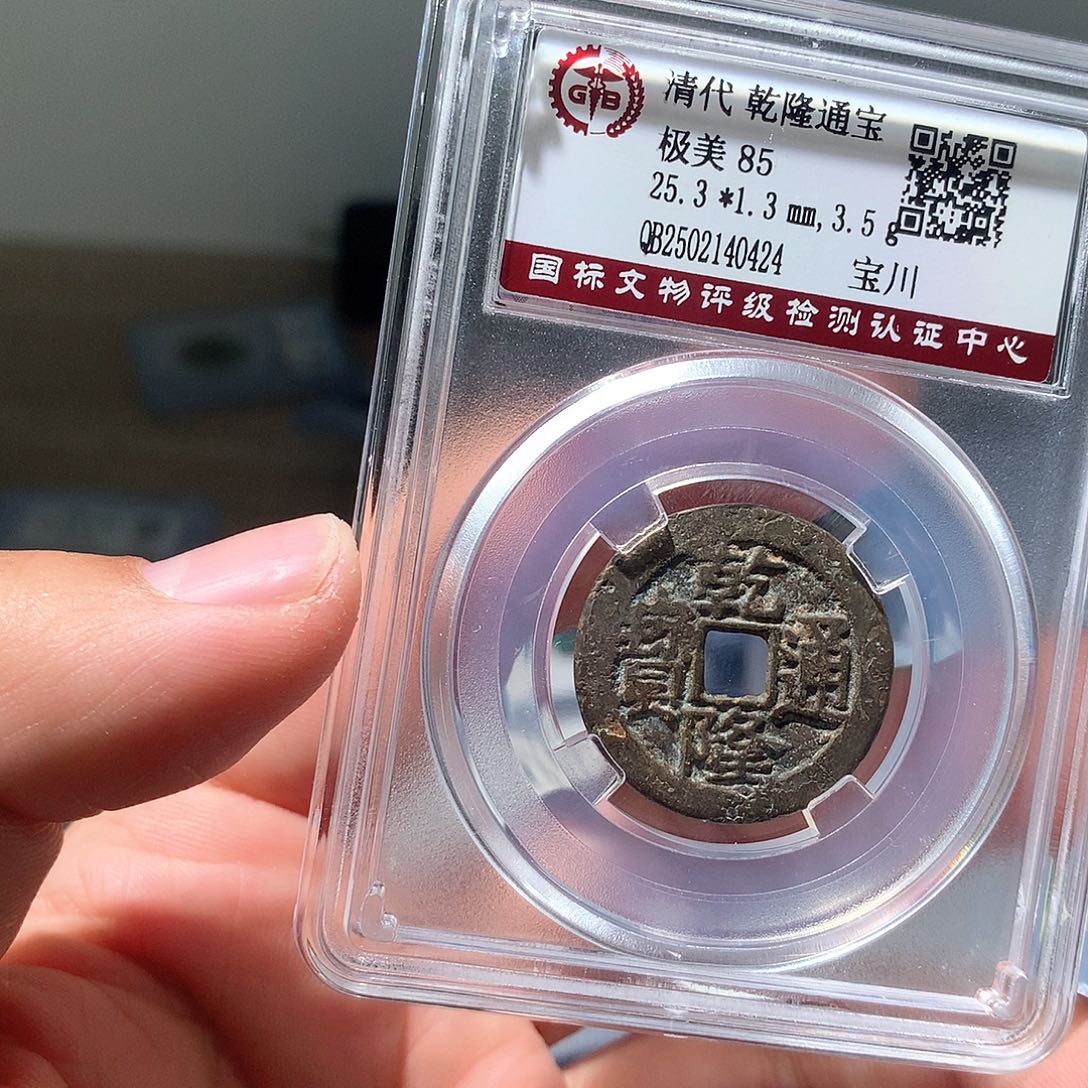 GB
清代 乾隆通宝
极美 85
25.3 *1.3 mm, 3.5 g
QB2502140424 宝川
国标文物评级检测认证中心
乾隆通寳